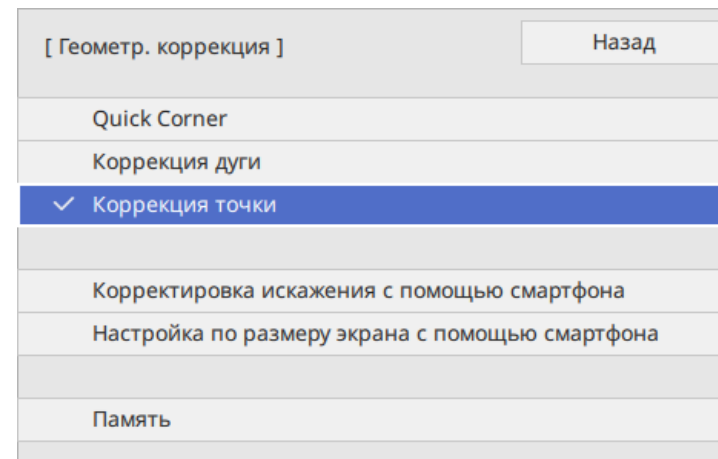 [ Геометр. коррекция ]
Назад
Quick Corner
Коррекция дуги
Коррекция точки
Корректировка искажения с помощью смартфона
Настройка по размеру экрана с помощью смартфона
Память